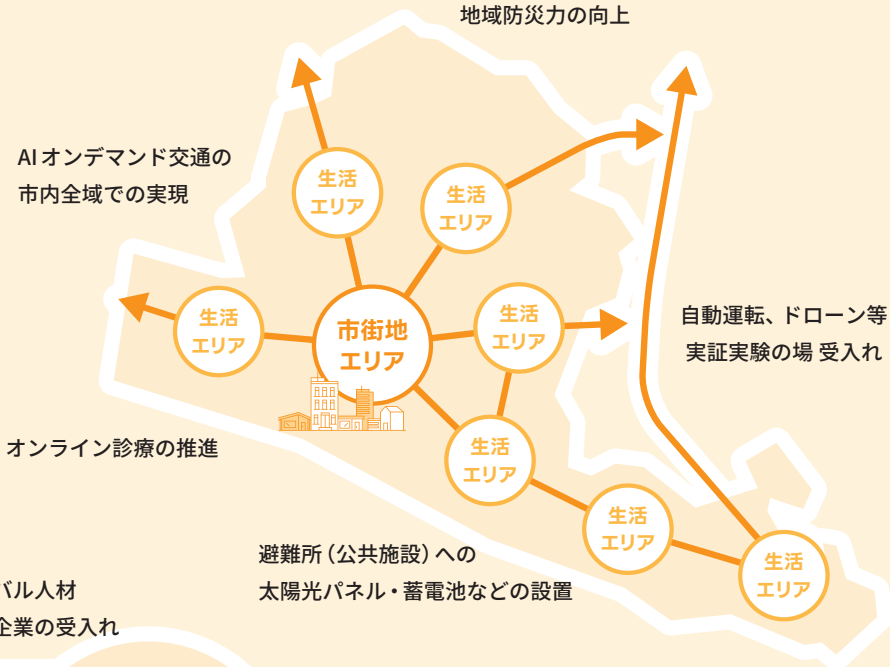 地域防災力の向上
AIオンデマンド交通の
市内全域での実現
生活
エリア
生活
エリア
生活
エリア
市街地
エリア
生活
エリア
自動運転、ドローン等
実証実験の場 受入れ
オンライン診療の推進
生活
エリア
生活
エリア
生活
エリア
避難所（公共施設）への
太陽光パネル・蓄電池などの設置
バル人材
企業の受入れ